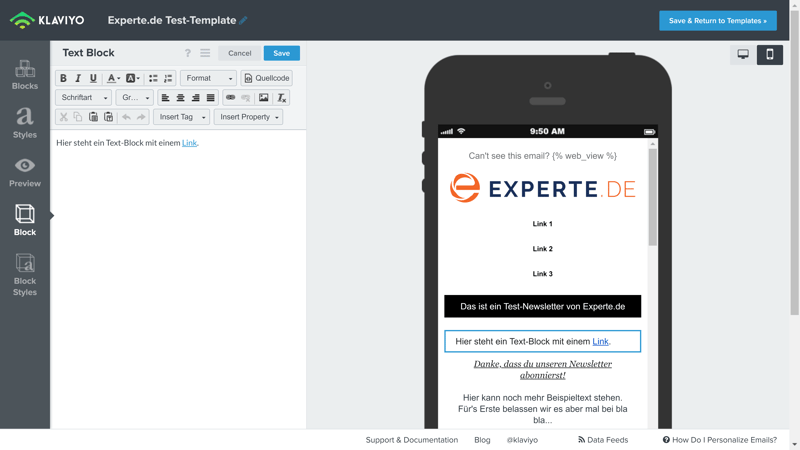 KLAVIYO
Experte.de Test-Template
Save & Return to Templates »
Blocks
Styles
Preview
Block
Block
Styles
Text Block
?
Cancel
Save
B I U A A Format Quellcode
Schriftart Gr...
Insert Tag Insert Property
Hier steht ein Text-Block mit einem Link.
9:50 AM
Can't see this email? {% web_view %}
EXPERTE.DE
Link 1
Link 2
Link 3
Das ist ein Test-Newsletter von Experte.de
Hier steht ein Text-Block mit einem Link.
Danke, dass du unseren Newsletter
abonnierst!
Hier kann noch mehr Beispieltext stehen.
Für's Erste belassen wir es aber mal bei bla
bla...
Support & Documentation Blog @klaviyo Data Feeds How Do I Personalize Emails?